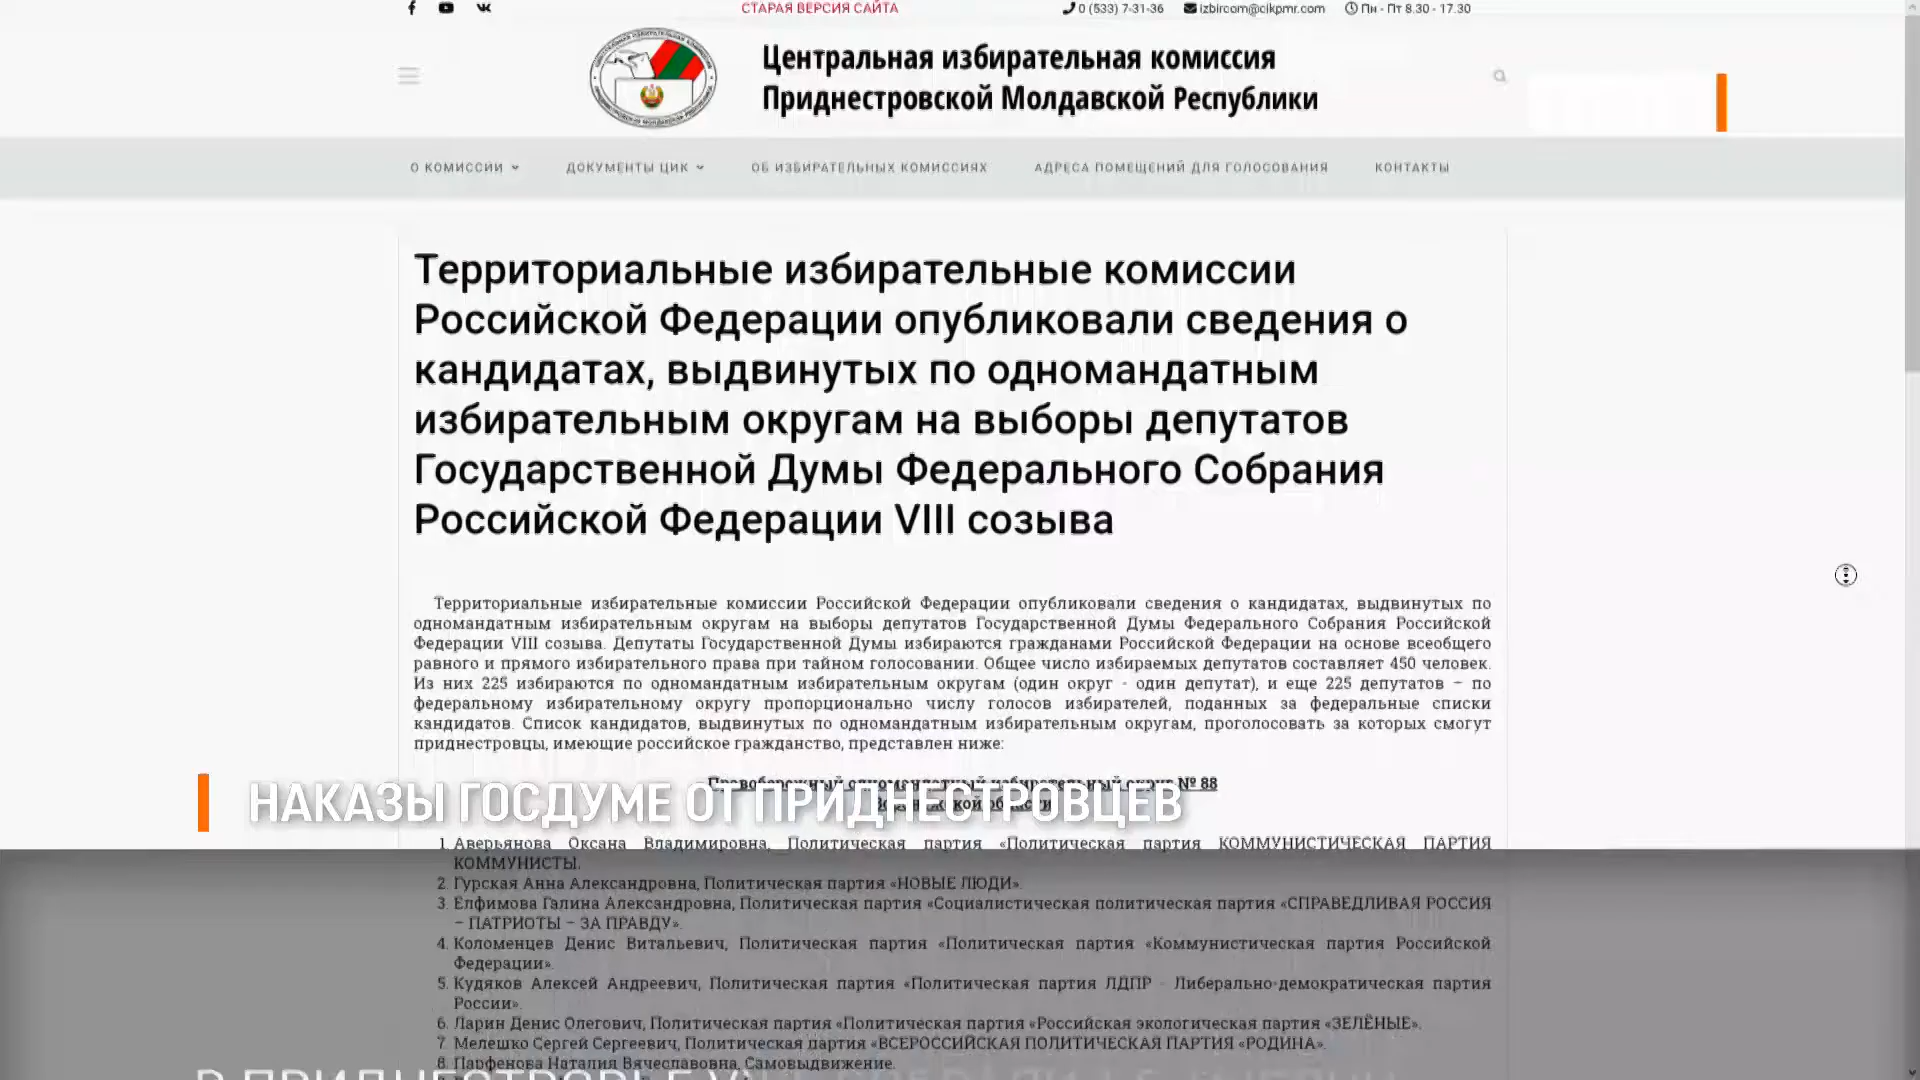 СТАРАЯ ВЕРСИЯ САЙТА
0 (533) 7-31-36
izbircom@cikpmr.com
Пн - Пт 8.30 - 17.30
Центральная избирательная комиссия
Приднестровской Молдавской Республики
О КОМИССИИ
ДОКУМЕНТЫ ЦИК
ОБ ИЗБИРАТЕЛЬНЫХ КОМИССИЯХ
АДРЕСА ПОМЕЩЕНИЙ ДЛЯ ГОЛОСОВАНИЯ
КОНТАКТЫ
Территориальные избирательные комиссии
Российской Федерации опубликовали сведения о
кандидатах, выдвинутых по одномандатным
избирательным округам на выборы депутатов
Государственной Думы Федерального Собрания
Российской Федерации VIII созыва
Территориальные избирательные комиссии Российской Федерации опубликовали сведения о кандидатах, выдвинутых по
одномандатным избирательным округам на выборы депутатов Государственной Думы Федерального Собрания Российской
Федерации VIII созыва. Депутаты Государственной Думы избираются гражданами Российской Федерации на основе всеобщего
равного и прямого избирательного права при тайном голосовании. Общее число избираемых депутатов составляет 450 человек.
Из них 225 избираются по одномандатным избирательным округам (один округ - один депутат), и еще 225 депутатов – по
федеральному избирательному округу пропорционально числу голосов избирателей, поданных за федеральные списки
кандидатов. Список кандидатов, выдвинутых по одномандатным избирательным округам, проголосовать за которых смогут
приднестровцы, имеющие российское гражданство, представлен ниже:
Правобережный одномандатный избирательный округ № 88
НАКАЗЫ ГОСДУМЕ ОТ ПРИДНЕСТРОВЦЕВ
1. Аверьянова Оксана Владимировна, Политическая партия «Политическая партия КОММУНИСТИЧЕСКАЯ ПАРТИЯ
КОММУНИСТЫ.
2. Гурская Анна Александровна, Политическая партия «НОВЫЕ ЛЮДИ».
3. Елфимова Галина Александровна, Политическая партия «Социалистическая политическая партия «СПРАВЕДЛИВАЯ РОССИЯ
– ПАТРИОТЫ – ЗА ПРАВДУ».
4. Коломенцев Денис Витальевич, Политическая партия «Политическая партия «Коммунистическая партия Российской
Федерации».
5. Кудяков Алексей Андреевич, Политическая партия «Политическая партия ЛДПР - Либерально-демократическая партия
России».
6. Ларин Денис Олегович, Политическая партия «Политическая партия «Российская экологическая партия «ЗЕЛЁНЫЕ».
7. Мелешко Сергей Сергеевич, Политическая партия «ВСЕРОССИЙСКАЯ ПОЛИТИЧЕСКАЯ ПАРТИЯ «РОДИНА».
8. Парфенова Наталия Вячеславовна, Самовыдвижение.